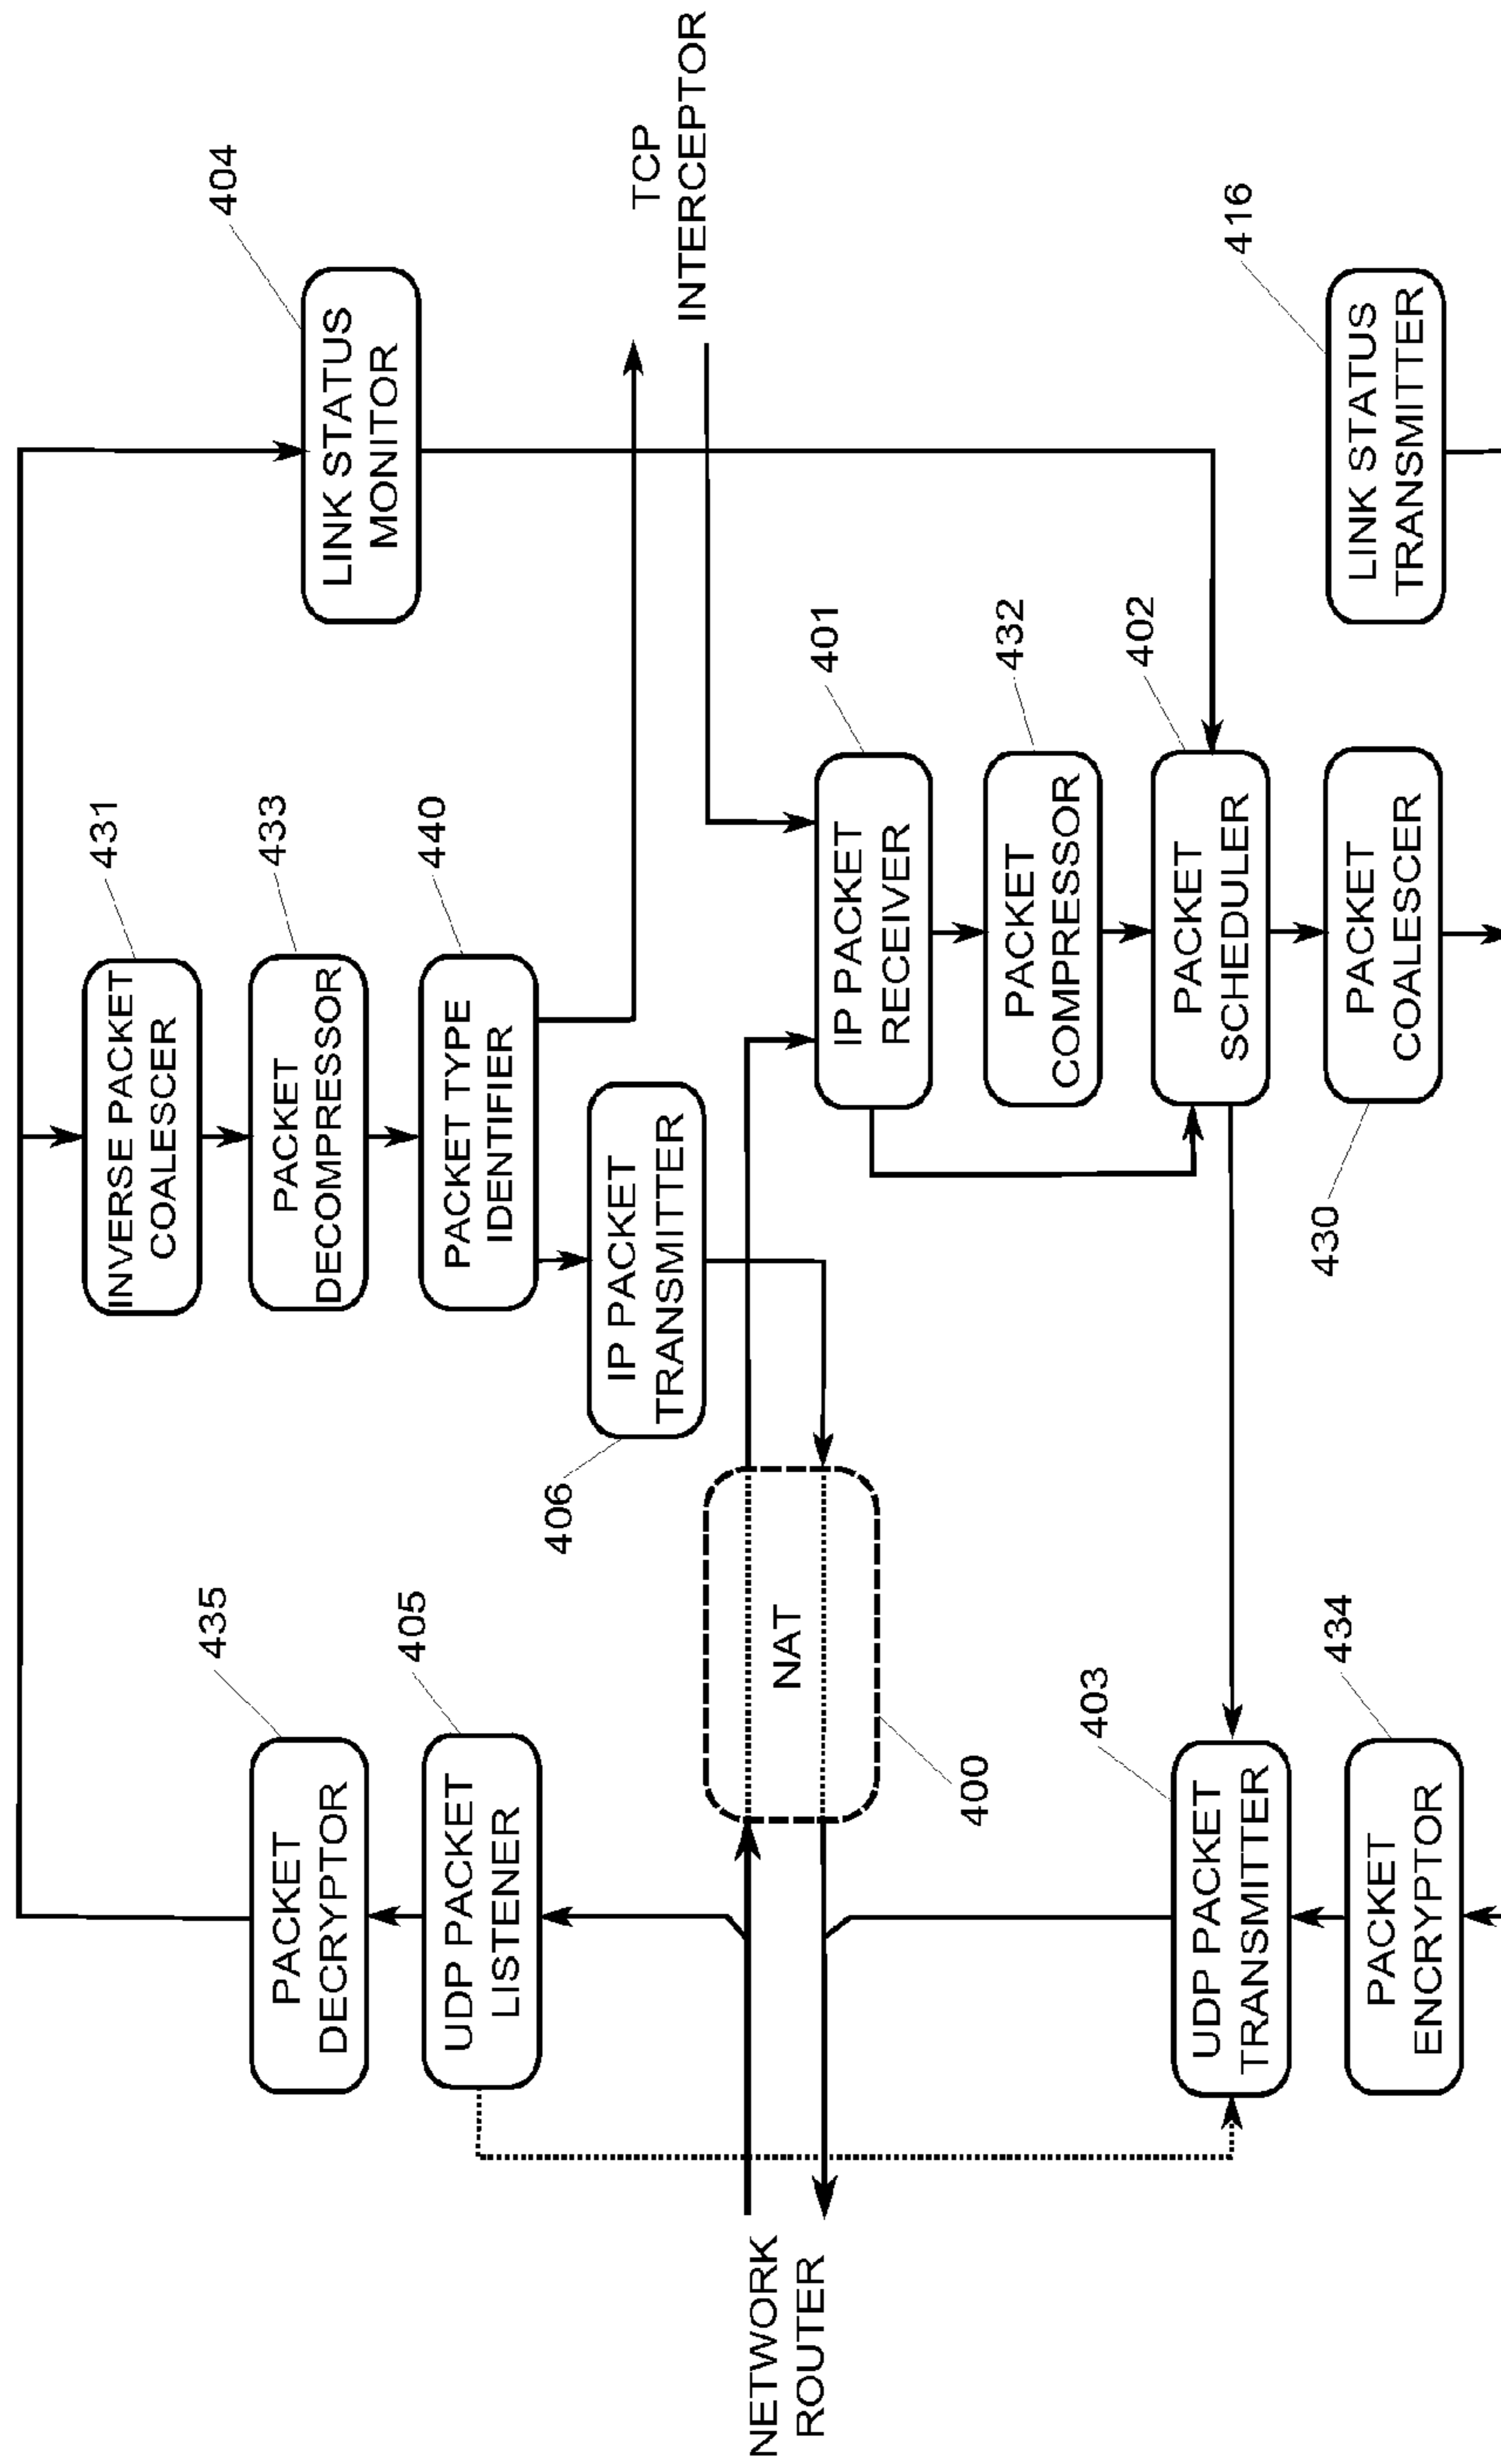 404
LINK STATUS
MONITOR
TCP
INTERCEPTOR
416
LINK STATUS
TRANSMITTER
431
INVERSE PACKET
COALESCER
433
PACKET
DECOMPRESSOR
440
PACKET TYPE
IDENTIFIER
IP PACKET
TRANSMITTER
406
401
IP PACKET
RECEIVER
432
PACKET
COMPRESSOR
402
PACKET
SCHEDULER
PACKET
COALESCER
430
435
PACKET
DECRYPTOR
405
UDP PACKET
LISTENER
NAT
400
403
UDP PACKET
TRANSMITTER
434
PACKET
ENCRYPTOR
NETWORK
ROUTER